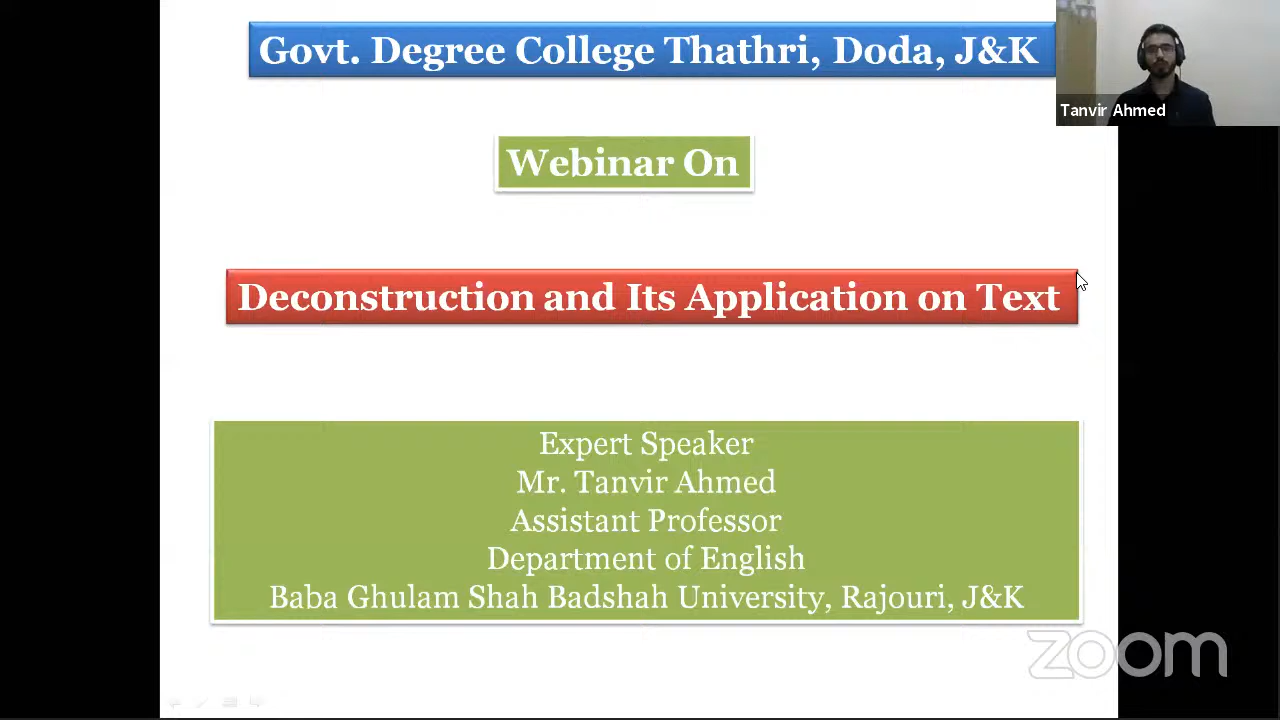 Govt. Degree College Thathri, Doda, J&K
Tanvir Ahmed
Webinar On
Deconstruction and Its Application on Text
Expert Speaker
Mr. Tanvir Ahmed
Assistant Professor
Department of English
Baba Ghulam Shah Badshah University, Rajouri, J&K
zoom